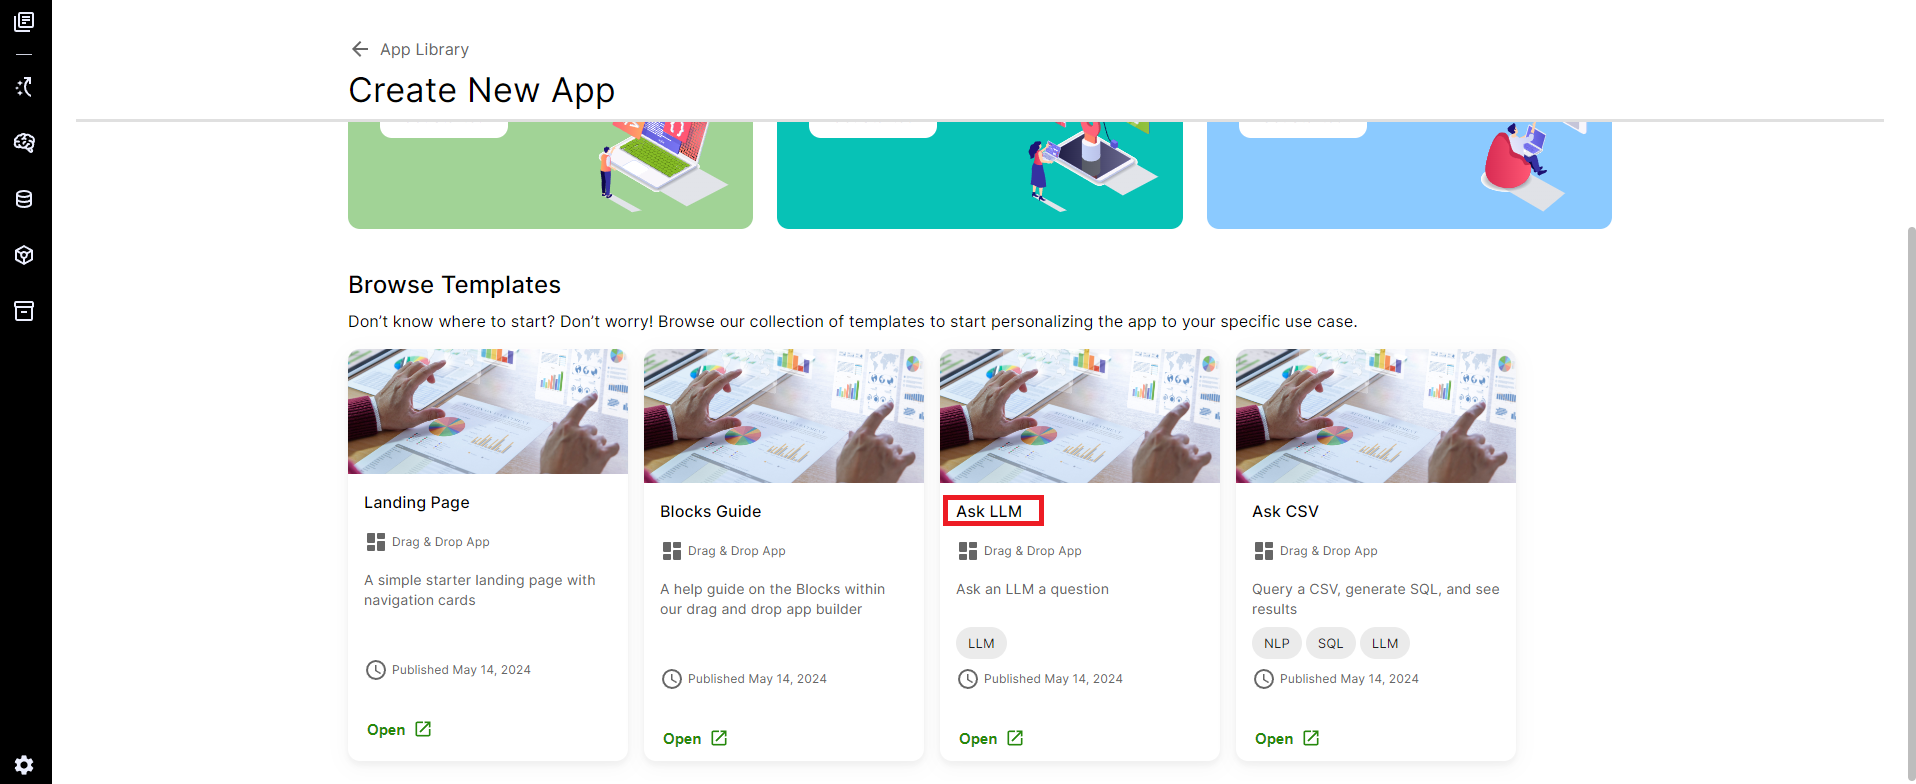 App Library
Create New App
Browse Templates
Don’t know where to start? Don’t worry! Browse our collection of templates to start personalizing the app to your specific use case.
Landing Page
Drag & Drop App
A simple starter landing page with
navigation cards
Published May 14, 2024
Open
Blocks Guide
Drag & Drop App
A help guide on the Blocks within
our drag and drop app builder
Published May 14, 2024
Open
Ask LLM
Drag & Drop App
Ask an LLM a question
LLM
Published May 14, 2024
Open
Ask CSV
Drag & Drop App
Query a CSV, generate SQL, and see
results
NLP SQL LLM
Published May 14, 2024
Open